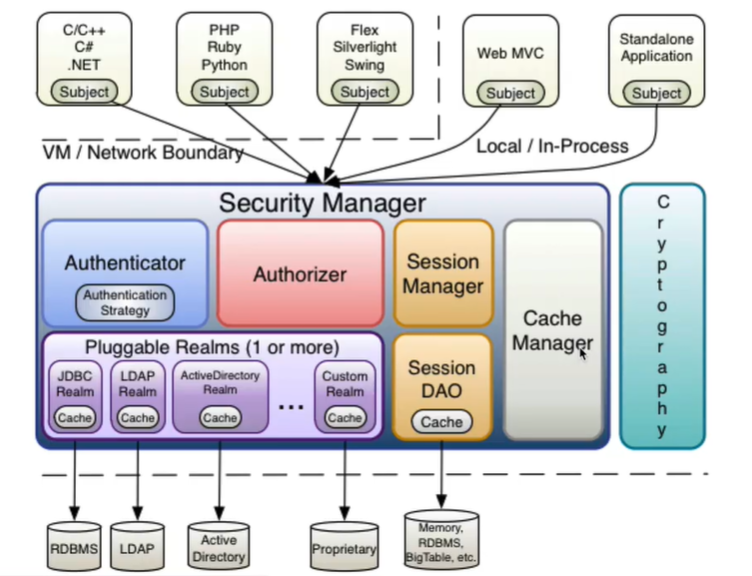 C/C++
C#
.NET
Subject
PHP
Ruby
Python
Subject
Flex
Silverlight
Swing
Subject
Web MVC
Subject
Standalone
Application
Subject
VM / Network Boundary
Local / In-Process
Security Manager
Authenticator
Authentication
Strategy
Authorizer
Session
Manager
Cache
Manager
Cryptography
Pluggable Realms (1 or more)
JDBC
Realm
Cache
LDAP
Realm
Cache
ActiveDirectory
Realm
Cache
...
Custom
Realm
Cache
Session
DAO
Cache
RDBMS
LDAP
Active
Directory
Proprietary
Memory,
RDBMS,
BigTable, etc.